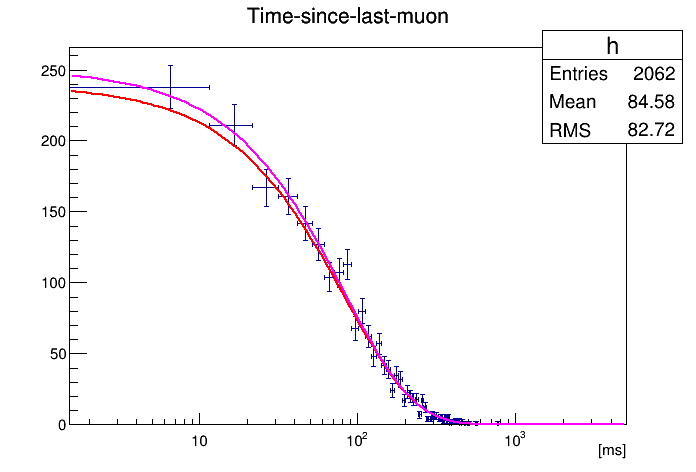 Time-since-last-muon
h
Entries 2062
Mean 84.58
RMS 82.72
250
200
150
100
50
0
10
10²
10³
[ms]